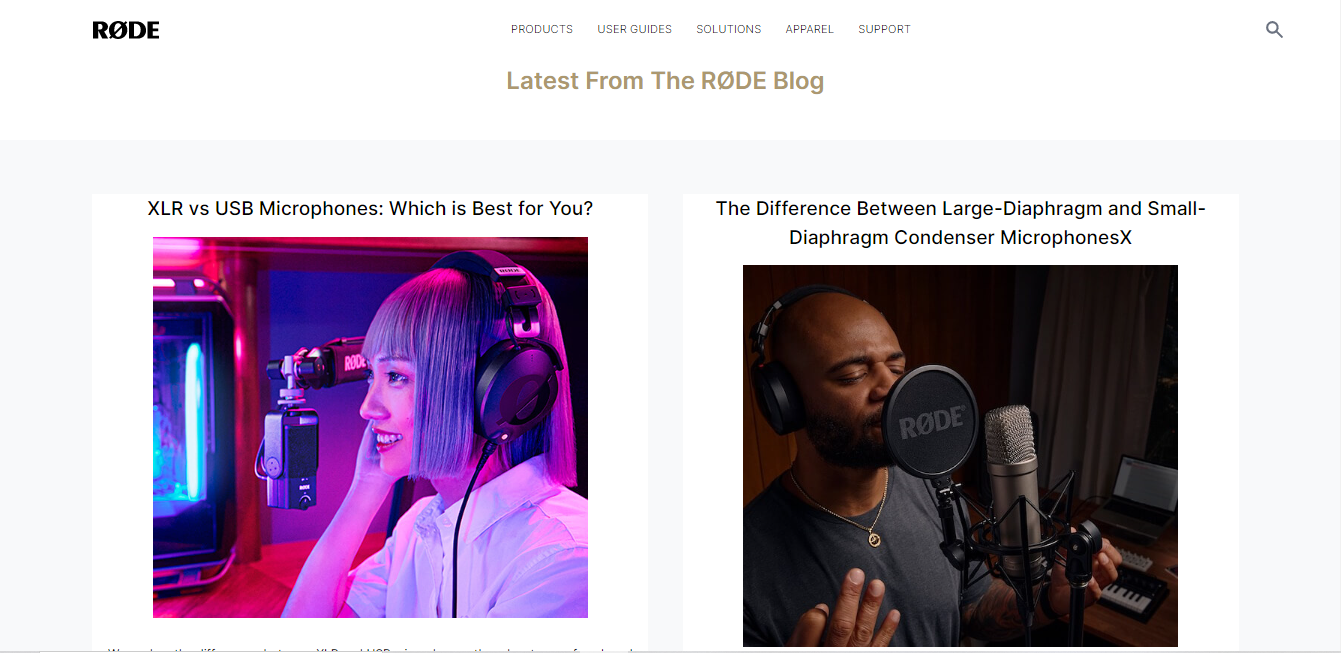 RØDE
PRODUCTS
USER GUIDES
SOLUTIONS
APPAREL
SUPPORT
Latest From The RØDE Blog
XLR vs USB Microphones: Which is Best for You?
RØDE
RØDE
RØDE
The Difference Between Large-Diaphragm and Small-
Diaphragm Condenser MicrophonesX
RØDE